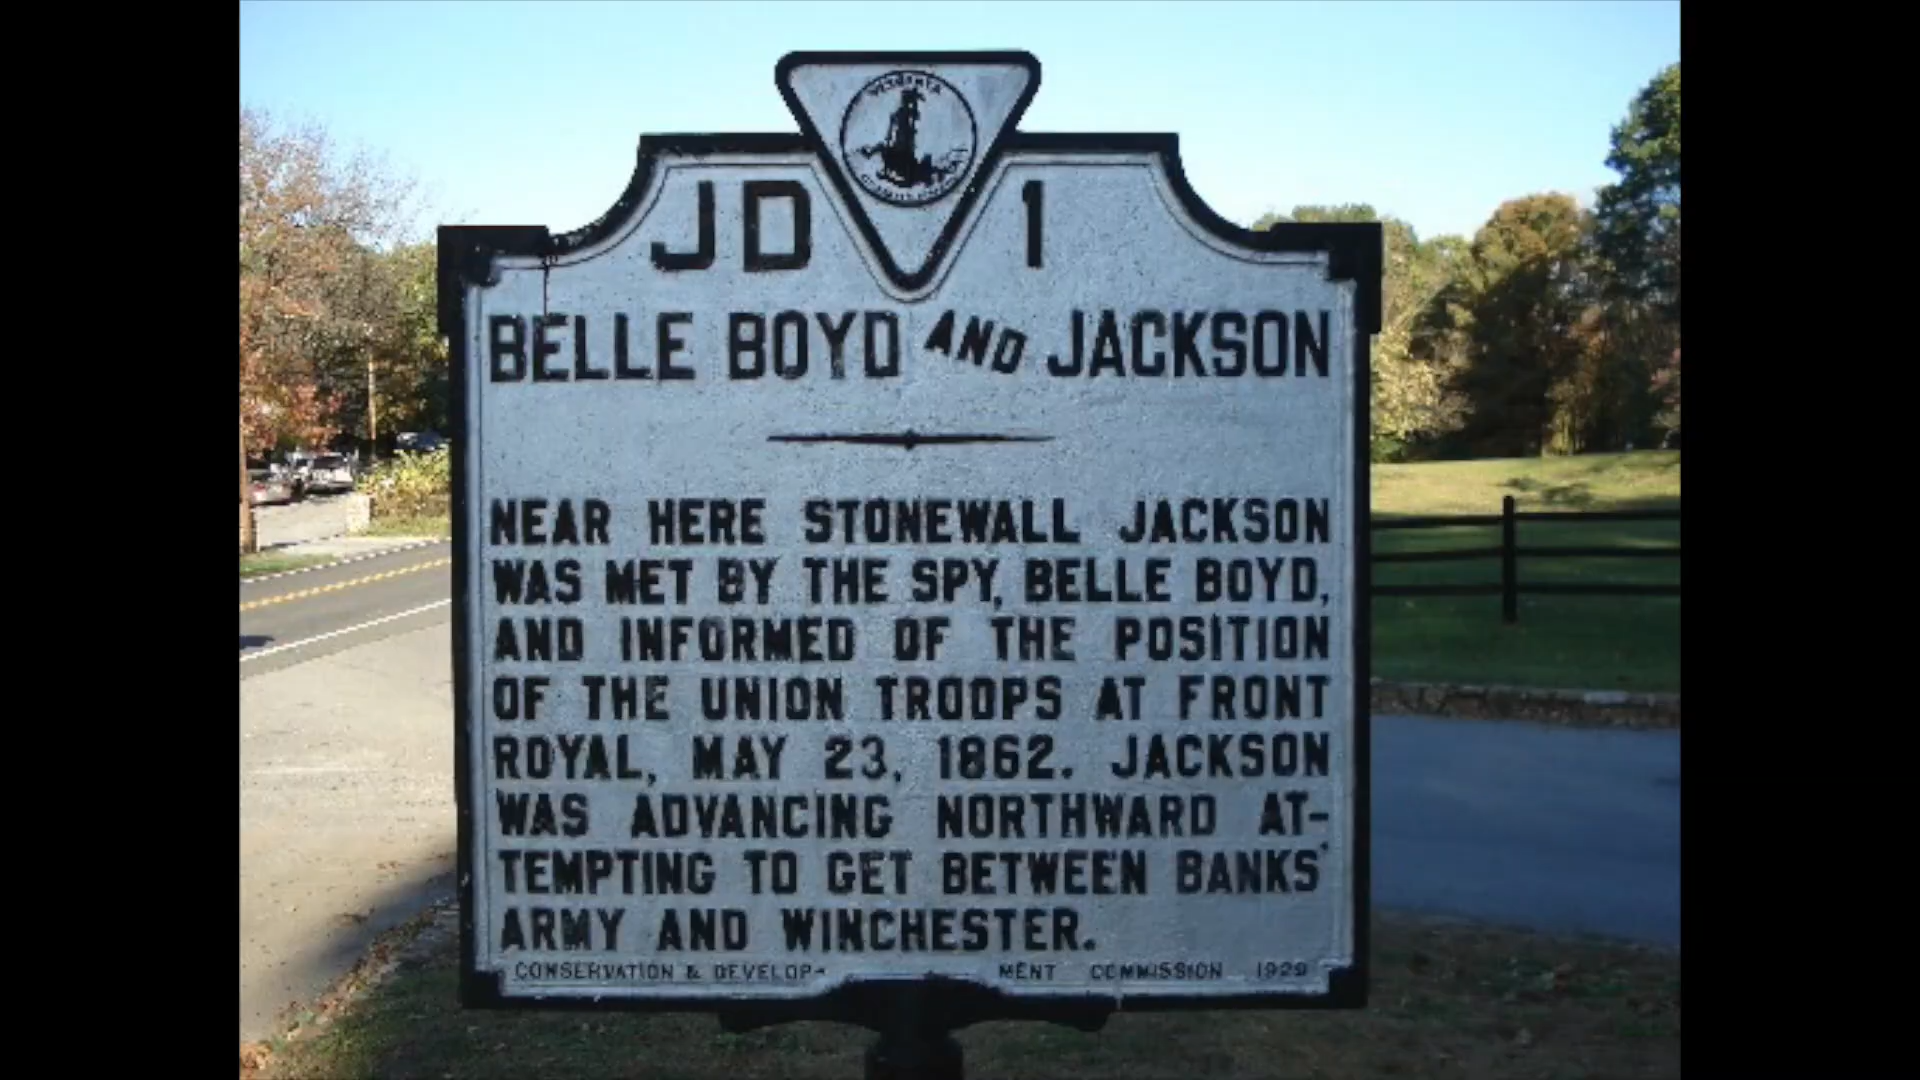 VIRGINIA
JD 1
BELLE BOYD AND JACKSON
NEAR HERE STONEWALL JACKSON
WAS MET BY THE SPY, BELLE BOYD,
AND INFORMED OF THE POSITION
OF THE UNION TROOPS AT FRONT
ROYAL, MAY 23, 1862. JACKSON
WAS ADVANCING NORTHWARD AT-
TEMPTING TO GET BETWEEN BANKS'
ARMY AND WINCHESTER.
CONSERVATION & DEVELOP- MENT COMMISSION 1929